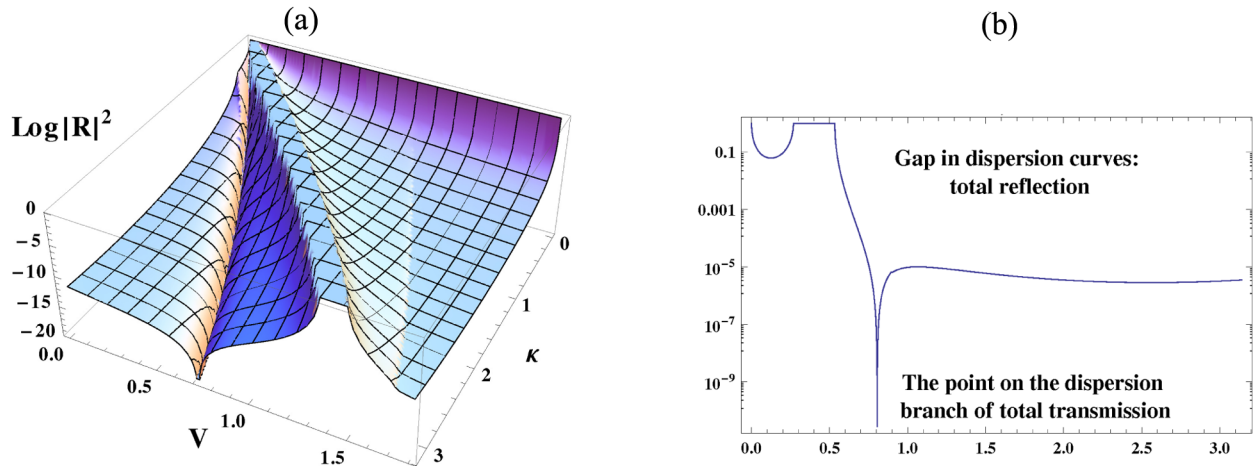 (a)
(b)
Log|R|²
0
−5
−10
−15
−20
0.0
0.5
1.0
1.5
V
0
1
2
3
κ
0.1
0.001
10⁻⁵
10⁻⁷
10⁻⁹
Gap in dispersion curves:
total reflection
The point on the dispersion
branch of total transmission
0.0 0.5 1.0 1.5 2.0 2.5 3.0